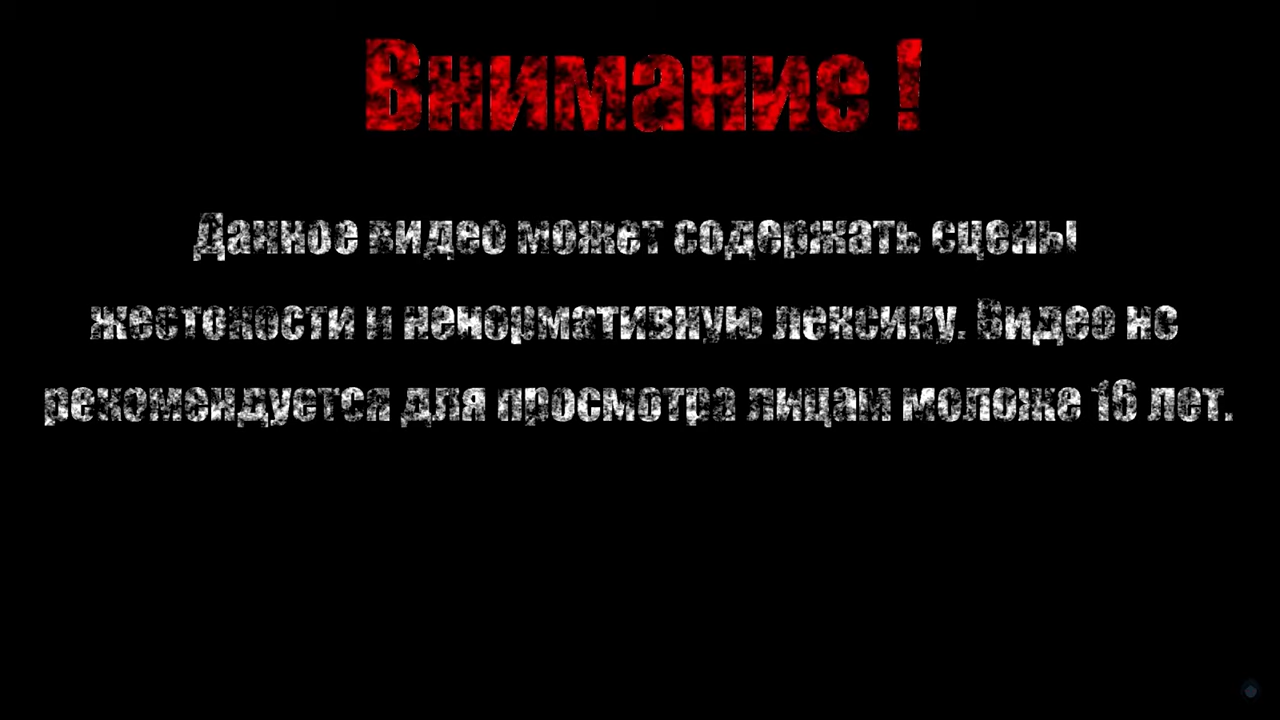 Внимание !
Данное видео может содержать сцены
жестокости и ненормативную лексику. Видео не
рекомендуется для просмотра лицам моложе 16 лет.